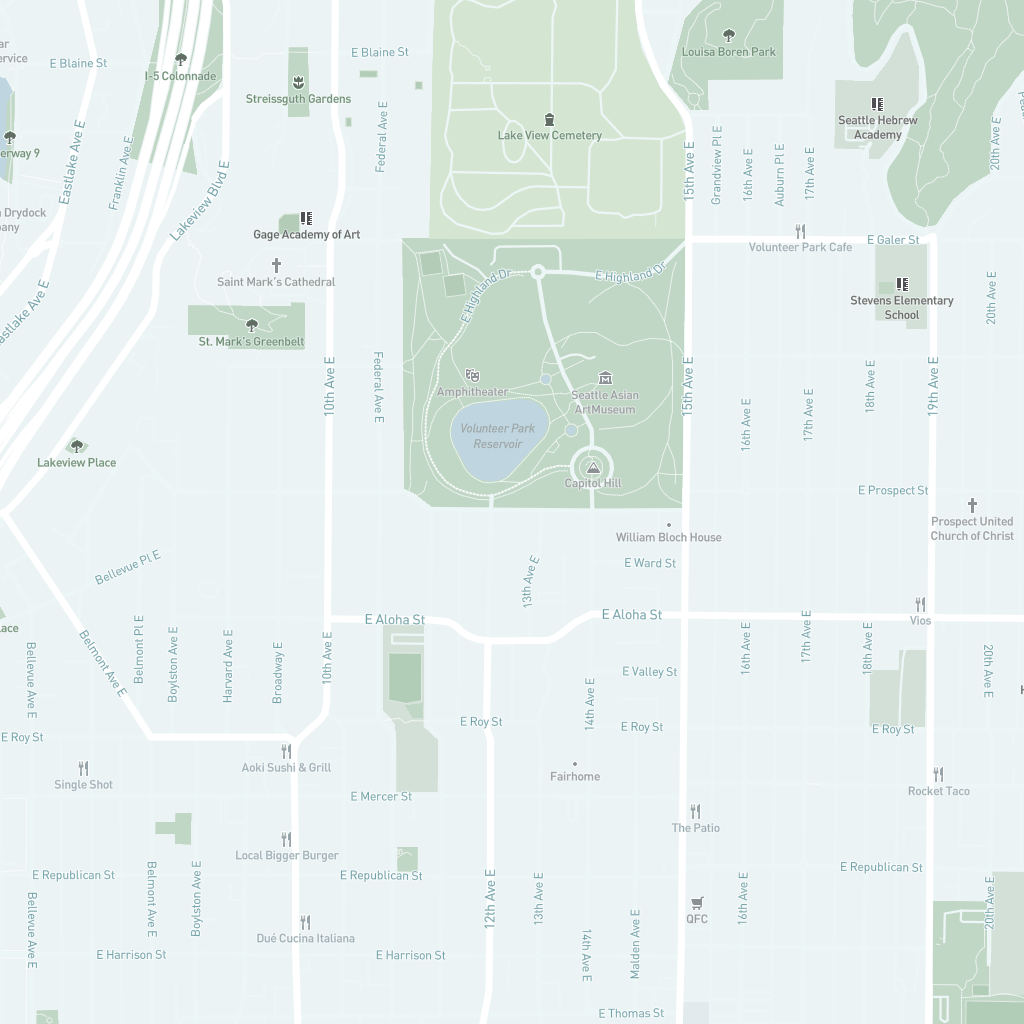 Louisa Boren Park
E Blaine St
E Blaine St
I-5 Colonnade
Streissguth Gardens
Lake View Cemetery
Seattle Hebrew
Academy
Federal Ave E
Franklin Ave E
Eastlake Ave E
15th Ave E
Grandview Pl E
16th Ave E
Auburn Pl E
17th Ave E
20th Ave E
Lakeview Blvd E
Gage Academy of Art
Volunteer Park Cafe
E Galer St
Saint Mark's Cathedral
E Highland Dr
E Highland Dr
Stevens Elementary
School
20th Ave E
St. Mark's Greenbelt
10th Ave E
Federal Ave E
Amphitheater
Seattle Asian
ArtMuseum
15th Ave E
16th Ave E
17th Ave E
18th Ave E
19th Ave E
Volunteer Park
Reservoir
Lakeview Place
Capitol Hill
E Prospect St
Prospect United
Church of Christ
William Bloch House
E Ward St
Bellevue Pl E
13th Ave E
E Aloha St
E Aloha St
Vios
Bellevue Ave E
Belmont Ave E
Belmont Pl E
Boylston Ave E
Harvard Ave E
Broadway E
10th Ave E
16th Ave E
17th Ave E
18th Ave E
20th Ave E
E Valley St
14th Ave E
E Roy St
E Roy St
E Roy St
E Roy St
Aoki Sushi & Grill
Single Shot
Fairhome
Rocket Taco
E Mercer St
The Patio
Local Bigger Burger
E Republican St
E Republican St
E Republican St
Bellevue Ave E
Belmont Ave E
Boylston Ave E
12th Ave E
13th Ave E
14th Ave E
Malden Ave E
16th Ave E
20th Ave E
QFC
Dué Cucina Italiana
E Harrison St
E Harrison St
E Thomas St